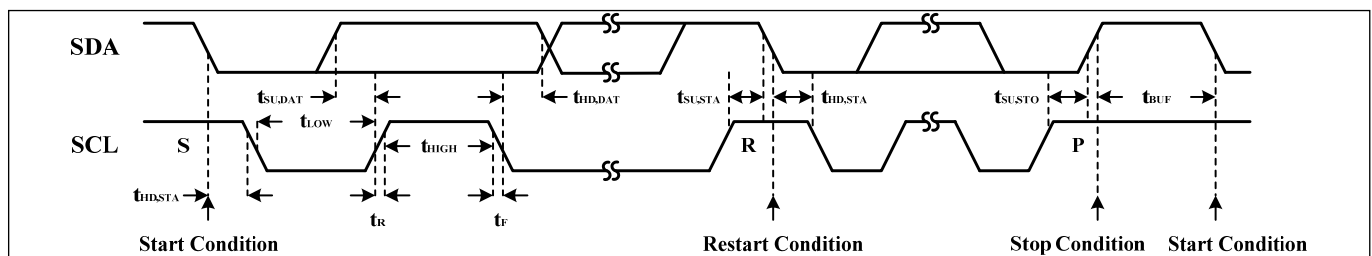 SDA
tSU,DAT
tHD,DAT
tSU,STA
tHD,STA
tSU,STO
tBUF
tLOW
SCL
S
tHIGH
R
P
tHD,STA
tR
tF
Start Condition
Restart Condition
Stop Condition
Start Condition